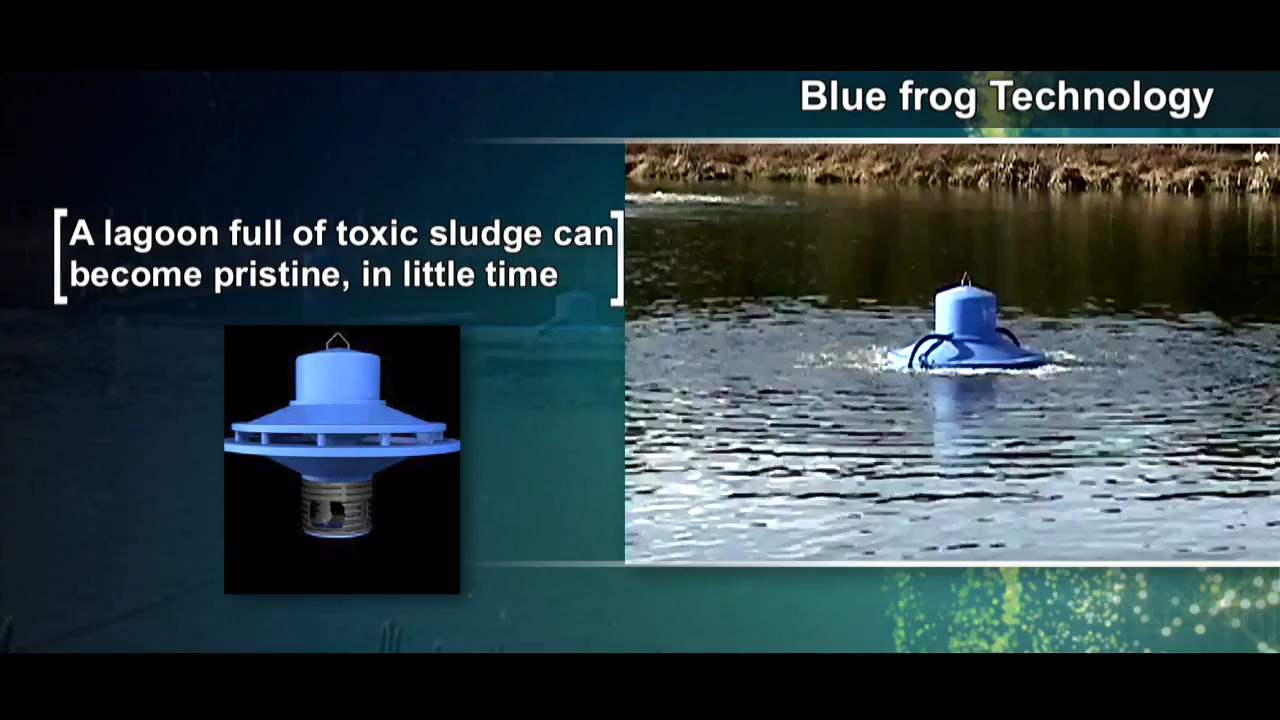 Blue frog Technology
[A lagoon full of toxic sludge can
become pristine, in little time]